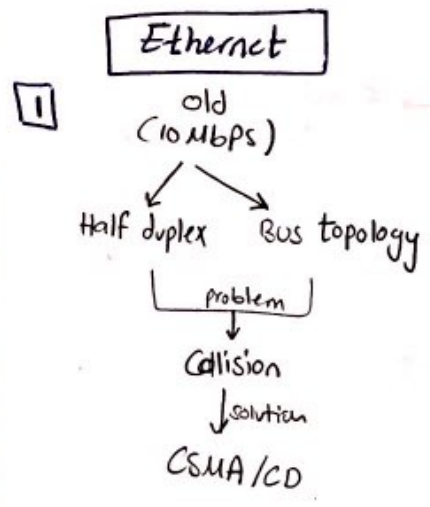 Ethernet
1
old
(10 Mbps)
Half duplex
Bus topology
problem
Collision
solution
CSMA/CD